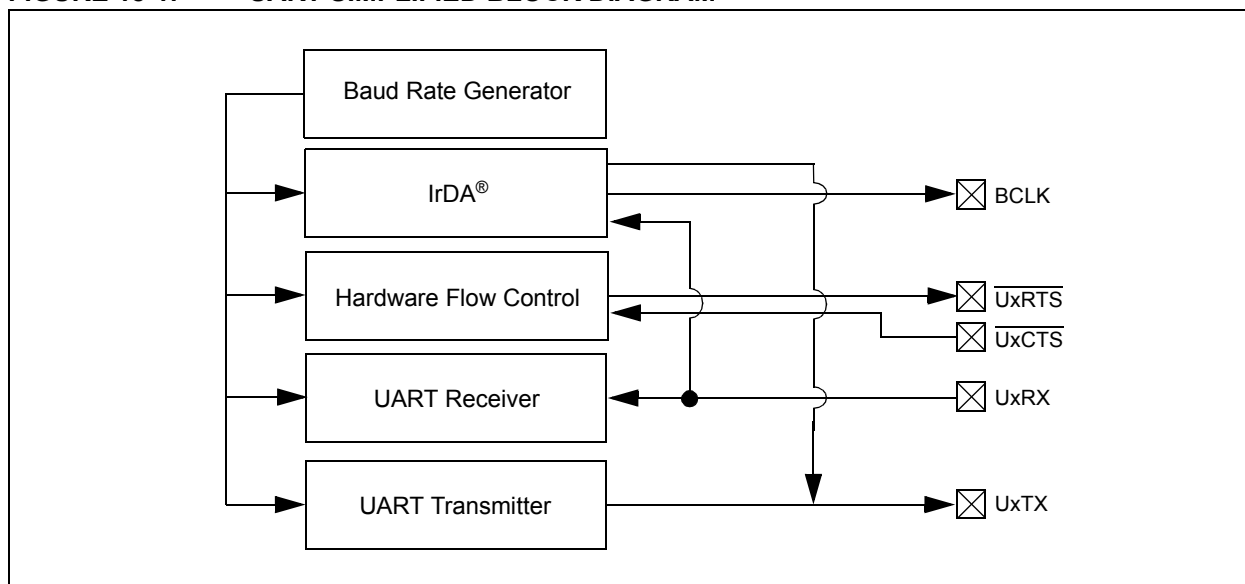 Baud Rate Generator
IrDA®
BCLK
Hardware Flow Control
UxRTS
UxCTS
UART Receiver
UxRX
UART Transmitter
UxTX